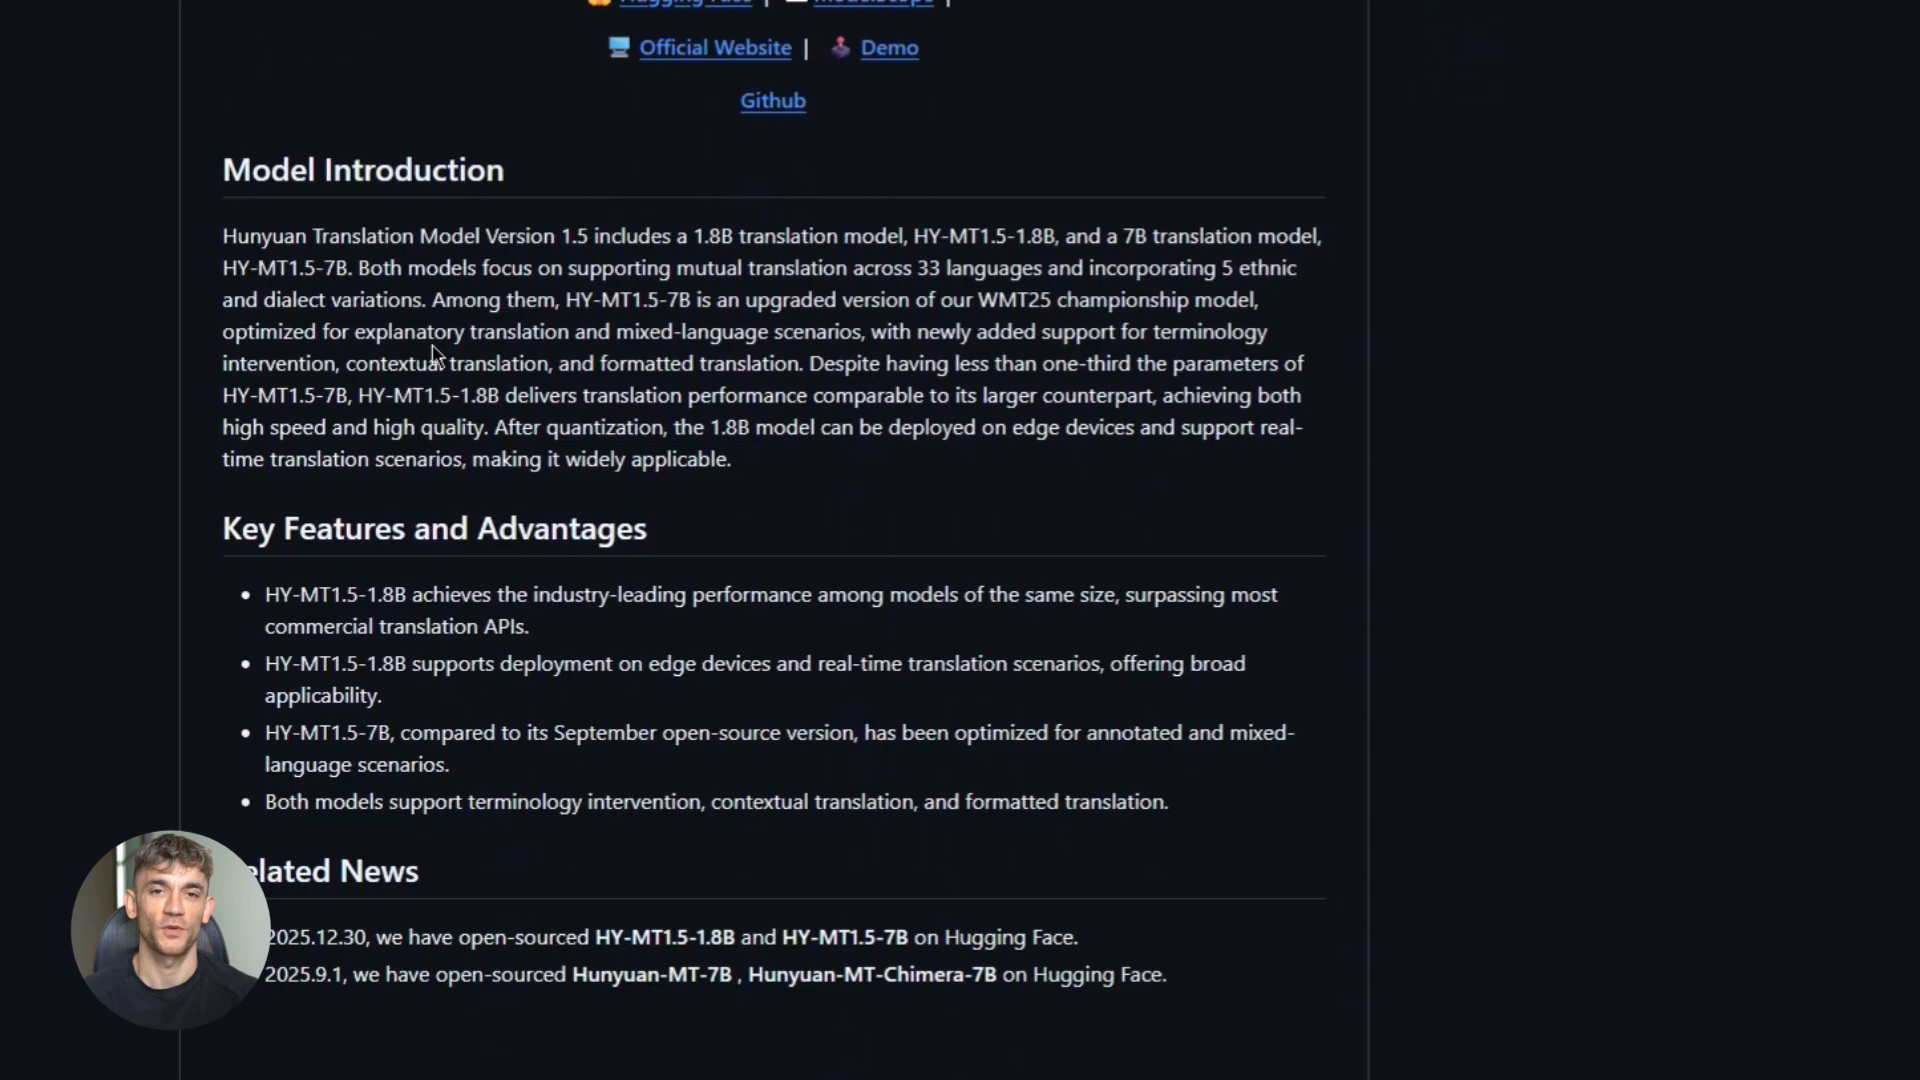 Hugging Face | ModelScope |
Official Website | Demo
Github
Model Introduction
Hunyuan Translation Model Version 1.5 includes a 1.8B translation model, HY-MT1.5-1.8B, and a 7B translation model,
HY-MT1.5-7B. Both models focus on supporting mutual translation across 33 languages and incorporating 5 ethnic
and dialect variations. Among them, HY-MT1.5-7B is an upgraded version of our WMT25 championship model,
optimized for explanatory translation and mixed-language scenarios, with newly added support for terminology
intervention, contextual translation, and formatted translation. Despite having less than one-third the parameters of
HY-MT1.5-7B, HY-MT1.5-1.8B delivers translation performance comparable to its larger counterpart, achieving both
high speed and high quality. After quantization, the 1.8B model can be deployed on edge devices and support real-
time translation scenarios, making it widely applicable.
Key Features and Advantages
• HY-MT1.5-1.8B achieves the industry-leading performance among models of the same size, surpassing most
commercial translation APIs.
• HY-MT1.5-1.8B supports deployment on edge devices and real-time translation scenarios, offering broad
applicability.
• HY-MT1.5-7B, compared to its September open-source version, has been optimized for annotated and mixed-
language scenarios.
• Both models support terminology intervention, contextual translation, and formatted translation.
elated News
2025.12.30, we have open-sourced HY-MT1.5-1.8B and HY-MT1.5-7B on Hugging Face.
2025.9.1, we have open-sourced Hunyuan-MT-7B , Hunyuan-MT-Chimera-7B on Hugging Face.